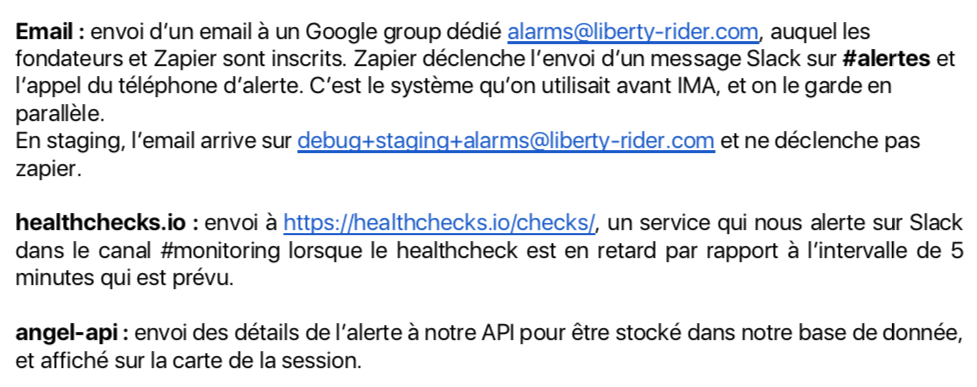 Email : envoi d’un email à un Google group dédié alarms@liberty-rider.com, auquel les
fondateurs et Zapier sont inscrits. Zapier déclenche l’envoi d’un message Slack sur #alertes et
l’appel du téléphone d’alerte. C’est le système qu’on utilisait avant IMA, et on le garde en
parallèle.
En staging, l’email arrive sur debug+staging+alarms@liberty-rider.com et ne déclenche pas
zapier.
healthchecks.io : envoi à https://healthchecks.io/checks/, un service qui nous alerte sur Slack
dans le canal #monitoring lorsque le healthcheck est en retard par rapport à l’intervalle de 5
minutes qui est prévu.
angel-api : envoi des détails de l’alerte à notre API pour être stocké dans notre base de donnée,
et affiché sur la carte de la session.